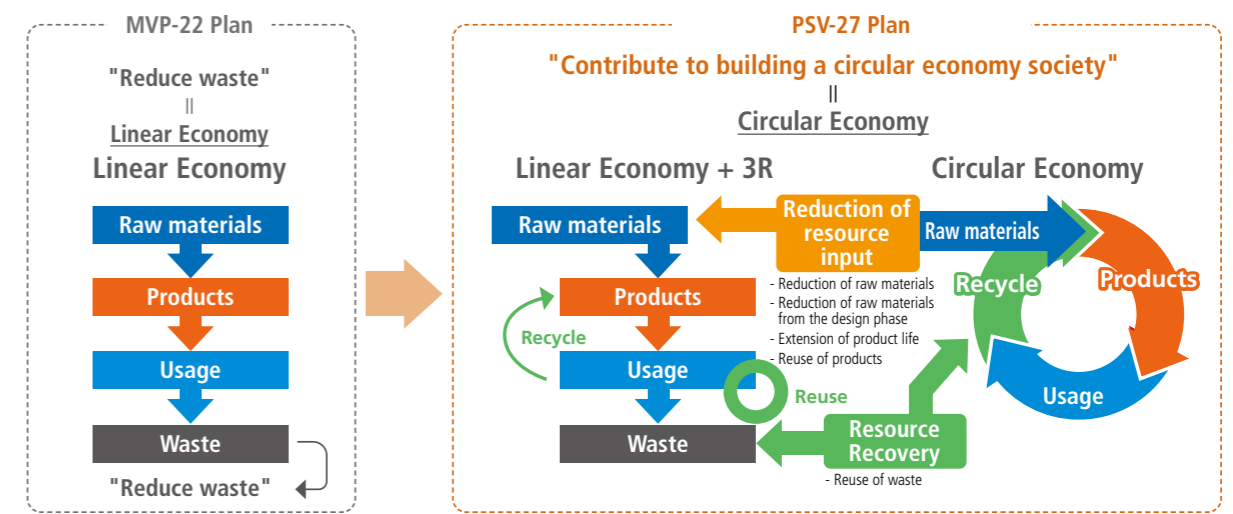 MVP-22 Plan
"Reduce waste"
||
Linear Economy
Linear Economy
Raw materials
Products
Usage
Waste
"Reduce waste"
PSV-27 Plan
"Contribute to building a circular economy society"
||
Circular Economy
Linear Economy + 3R
Raw materials
Products
Recycle
Usage
Reuse
Waste
Reduction of
resource
input
- Reduction of raw materials
- Reduction of raw materials
from the design phase
- Extension of product life
- Reuse of products
Resource
Recovery
- Reuse of waste
Circular Economy
Raw materials
Recycle
Products
Usage